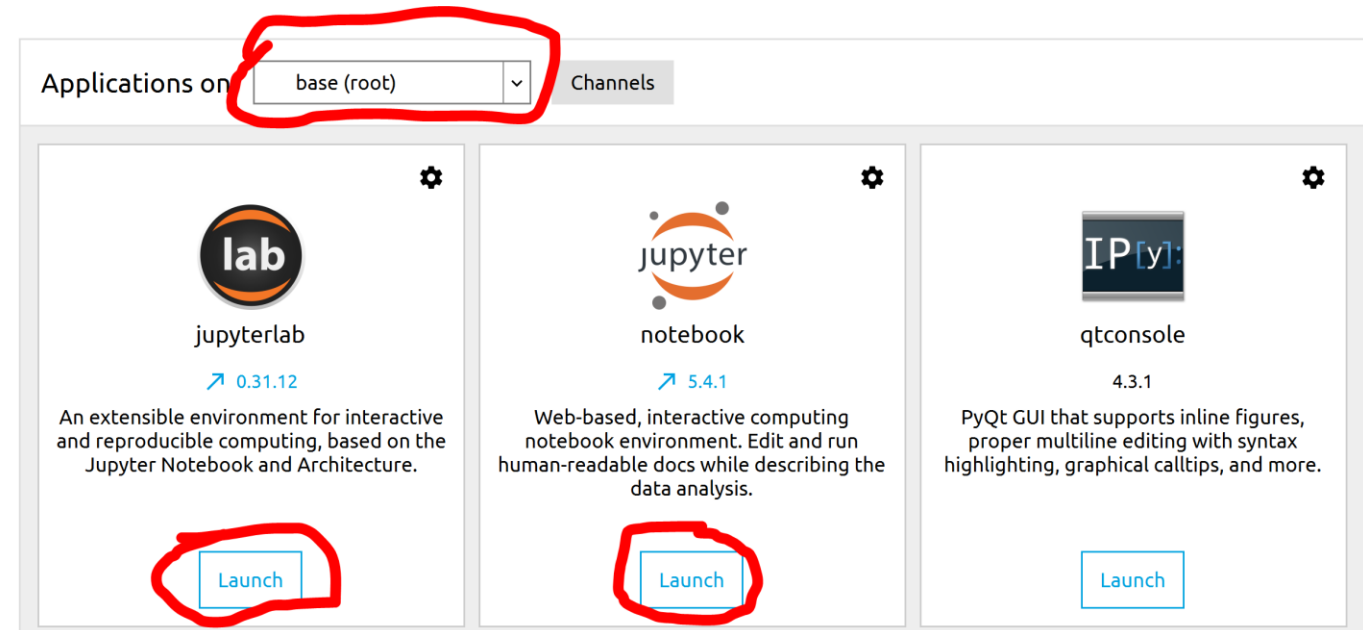 Applications on base (root) Channels
lab
jupyter
IP[y]:
jupyterlab
notebook
qtconsole
0.31.12
5.4.1
4.3.1
An extensible environment for interactive
and reproducible computing, based on the
Jupyter Notebook and Architecture.
Web-based, interactive computing
notebook environment. Edit and run
human-readable docs while describing the
data analysis.
PyQt GUI that supports inline figures,
proper multiline editing with syntax
highlighting, graphical calltips, and more.
Launch
Launch
Launch